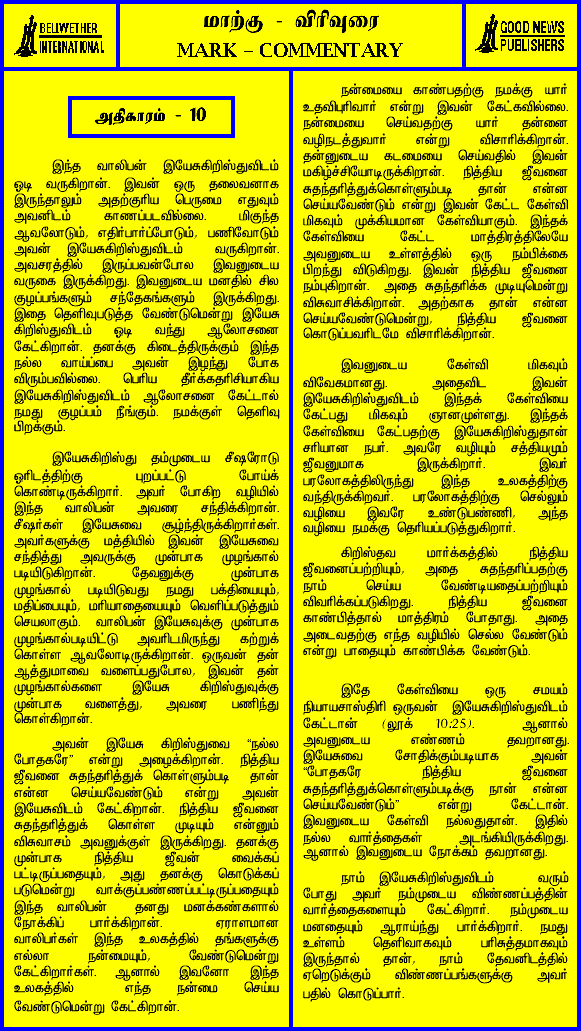 BELWETHER
INTERNATIONAL
மாற்கு - விரிவுரை
MARK – COMMENTARY
GOOD NEWS
PUBLISHERS
அதிகாரம் - 10
இந்த வாலிபன் இயேசுகிறிஸ்துவிடம்
ஓடி வருகிறான். இவன் ஒரு தலைவனாக
இருந்தாலும் அதற்குரிய பெருமை எதுவும்
அவனிடம் காணப்படவில்லை. மிகுந்த
ஆவலோடும், எதிர்பார்ப்போடும், பணிவோடும்
அவன் இயேசுகிறிஸ்துவிடம் வருகிறான்.
அவசரத்தில் இருப்பவன்போல இவனுடைய
வருகை இருக்கிறது. இவனுடைய மனதில் சில
குழப்பங்களும் சந்தேகங்களும் இருக்கிறது.
இதை தெளிவுபடுத்த வேண்டுமென்று இயேசு
கிறிஸ்துவிடம் ஓடி வந்து ஆலோசனை
கேட்கிறான். தனக்கு கிடைத்திருக்கும் இந்த
நல்ல வாய்ப்பை அவன் இழந்து போக
விரும்பவில்லை. பெரிய தீர்க்கதரிசியாகிய
இயேசுகிறிஸ்துவிடம் ஆலோசனை கேட்டால்
நமது குழப்பம் நீங்கும். நமக்குள் தெளிவு
பிறக்கும்.
இயேசுகிறிஸ்து தம்முடைய சீஷரோடு
ஓரிடத்திற்கு புறப்பட்டு போய்க்
கொண்டிருக்கிறார். அவர் போகிற வழியில்
இந்த வாலிபன் அவரை சந்திக்கிறான்.
சீஷர்கள் இயேசுவை சூழ்ந்திருக்கிறார்கள்.
அவர்களுக்கு மத்தியில் இவன் இயேசுவை
சந்தித்து அவருக்கு முன்பாக முழங்கால்
படியிடுகிறான். தேவனுக்கு முன்பாக
முழங்கால் படியிடுவது நமது பக்தியையும்,
மதிப்பையும், மரியாதையையும் வெளிப்படுத்தும்
செயலாகும். வாலிபன் இயேசுவுக்கு முன்பாக
முழங்கால்படியிட்டு அவரிடமிருந்து கற்றுக்
கொள்ள ஆவலோடிருக்கிறான். ஒருவன் தன்
ஆத்துமாவை வளைப்பதுபோல, இவன் தன்
முழங்கால்களை இயேசு கிறிஸ்துவுக்கு
முன்பாக வளைத்து, அவரை பணிந்து
கொள்கிறான்.
அவன் இயேசு கிறிஸ்துவை “நல்ல
போதகரே” என்று அழைக்கிறான். நித்திய
ஜீவனை சுதந்தரித்துக் கொள்ளும்படி தான்
என்ன செய்யவேண்டும் என்று அவன்
இயேசுவிடம் கேட்கிறான். நித்திய ஜீவனை
சுதந்தரித்துக் கொள்ள முடியும் என்னும்
விசுவாசம் அவனுக்குள் இருக்கிறது. தனக்கு
முன்பாக நித்திய ஜீவன் வைக்கப்
பட்டிருப்பதையும், அது தனக்கு கொடுக்கப்
படுமென்று வாக்குப்பண்ணப்பட்டிருப்பதையும்
இந்த வாலிபன் தனது மனக்கண்களால்
நோக்கிப் பார்க்கிறான். ஏராளமான
வாலிபர்கள் இந்த உலகத்தில் தங்களுக்கு
எல்லா நன்மையும், வேண்டுமென்று
கேட்கிறார்கள். ஆனால் இவனோ இந்த
உலகத்தில் எந்த நன்மை செய்ய
வேண்டுமென்று கேட்கிறான்.
நன்மையை காண்பதற்கு நமக்கு யார்
உதவிபுரிவார் என்று இவன் கேட்கவில்லை.
நன்மையை செய்வதற்கு யார் தன்னை
வழிநடத்துவார் என்று விசாரிக்கிறான்.
தன்னுடைய கடமையை செய்வதில் இவன்
மகிழ்ச்சியோடிருக்கிறான். நித்திய ஜீவனை
சுதந்தரித்துக்கொள்ளும்படி தான் என்ன
செய்யவேண்டும் என்று இவன் கேட்ட கேள்வி
மிகவும் முக்கியமான கேள்வியாகும். இந்தக்
கேள்வியை கேட்ட மாத்திரத்திலேயே
அவனுடைய உள்ளத்தில் ஒரு நம்பிக்கை
பிறந்து விடுகிறது. இவன் நித்திய ஜீவனை
நம்புகிறான். அதை சுதந்தரிக்க முடியுமென்று
விசுவாசிக்கிறான். அதற்காக தான் என்ன
செய்யவேண்டுமென்று, நித்திய ஜீவனை
கொடுப்பவரிடமே விசாரிக்கிறான்.
இவனுடைய கேள்வி மிகவும்
விவேகமானது. அதைவிட இவன்
இயேசுகிறிஸ்துவிடம் இந்தக் கேள்வியை
கேட்பது மிகவும் ஞானமுள்ளது. இந்தக்
கேள்வியை கேட்பதற்கு இயேசுகிறிஸ்துதான்
சரியான நபர். அவரே வழியும் சத்தியமும்
ஜீவனுமாக இருக்கிறார். இவர்
பரலோகத்திலிருந்து இந்த உலகத்திற்கு
வந்திருக்கிறவர். பரலோகத்திற்கு செல்லும்
வழியை இவரே உண்டுபண்ணி, அந்த
வழியை நமக்கு தெரியப்படுத்துகிறார்.
கிறிஸ்தவ மார்க்கத்தில் நித்திய
ஜீவனைப்பற்றியும், அதை சுதந்தரிப்பதற்கு
நாம் செய்ய வேண்டியதைப்பற்றியும்
விவரிக்கப்படுகிறது. நித்திய ஜீவனை
காண்பித்தால் மாத்திரம் போதாது. அதை
அடைவதற்கு எந்த வழியில் செல்ல வேண்டும்
என்று பாதையும் காண்பிக்க வேண்டும்.
இதே கேள்வியை ஒரு சமயம்
நியாயசாஸ்திரி ஒருவன் இயேசுகிறிஸ்துவிடம்
கேட்டான் (லூக் 10:25). ஆனால்
அவனுடைய எண்ணம் தவறானது.
இயேசுவை சோதிக்கும்படியாக அவன்
“போதகரே நித்திய ஜீவனை
சுதந்தரித்துக்கொள்ளும்படிக்கு நான் என்ன
செய்யவேண்டும்” என்று கேட்டான்.
இவனுடைய கேள்வி நல்லதுதான். இதில்
நல்ல வார்த்தைகள் அடங்கியிருக்கிறது.
ஆனால் இவனுடைய நோக்கம் தவறானது.
நாம் இயேசுகிறிஸ்துவிடம் வரும்
போது அவர் நம்முடைய விண்ணப்பத்தின்
வார்த்தைகளையும் கேட்கிறார். நம்முடைய
மனதையும் ஆராய்ந்து பார்க்கிறார். நமது
உள்ளம் தெளிவாகவும் பரிசுத்தமாகவும்
இருந்தால் தான், நாம் தேவனிடத்தில்
ஏறெடுக்கும் விண்ணப்பங்களுக்கு அவர்
பதில் கொடுப்பார்.